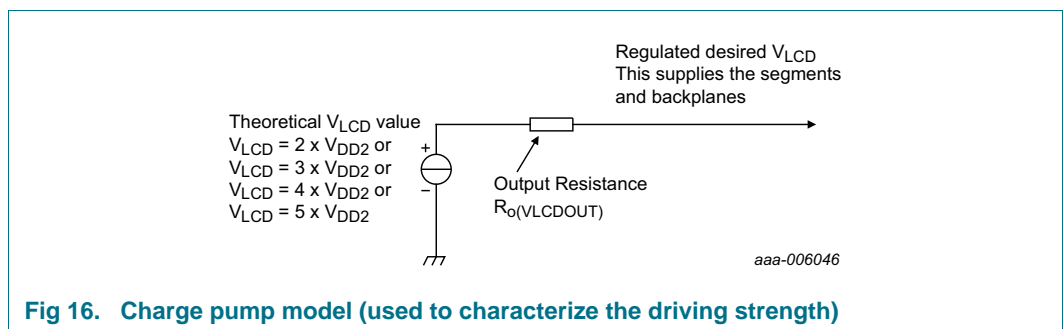 Regulated desired VLCD
This supplies the segments
and backplanes
Theoretical VLCD value
VLCD = 2 x VDD2 or
VLCD = 3 x VDD2 or
VLCD = 4 x VDD2 or
VLCD = 5 x VDD2
+
−
Output Resistance
Ro(VLCDOUT)
aaa-006046
Fig 16. Charge pump model (used to characterize the driving strength)